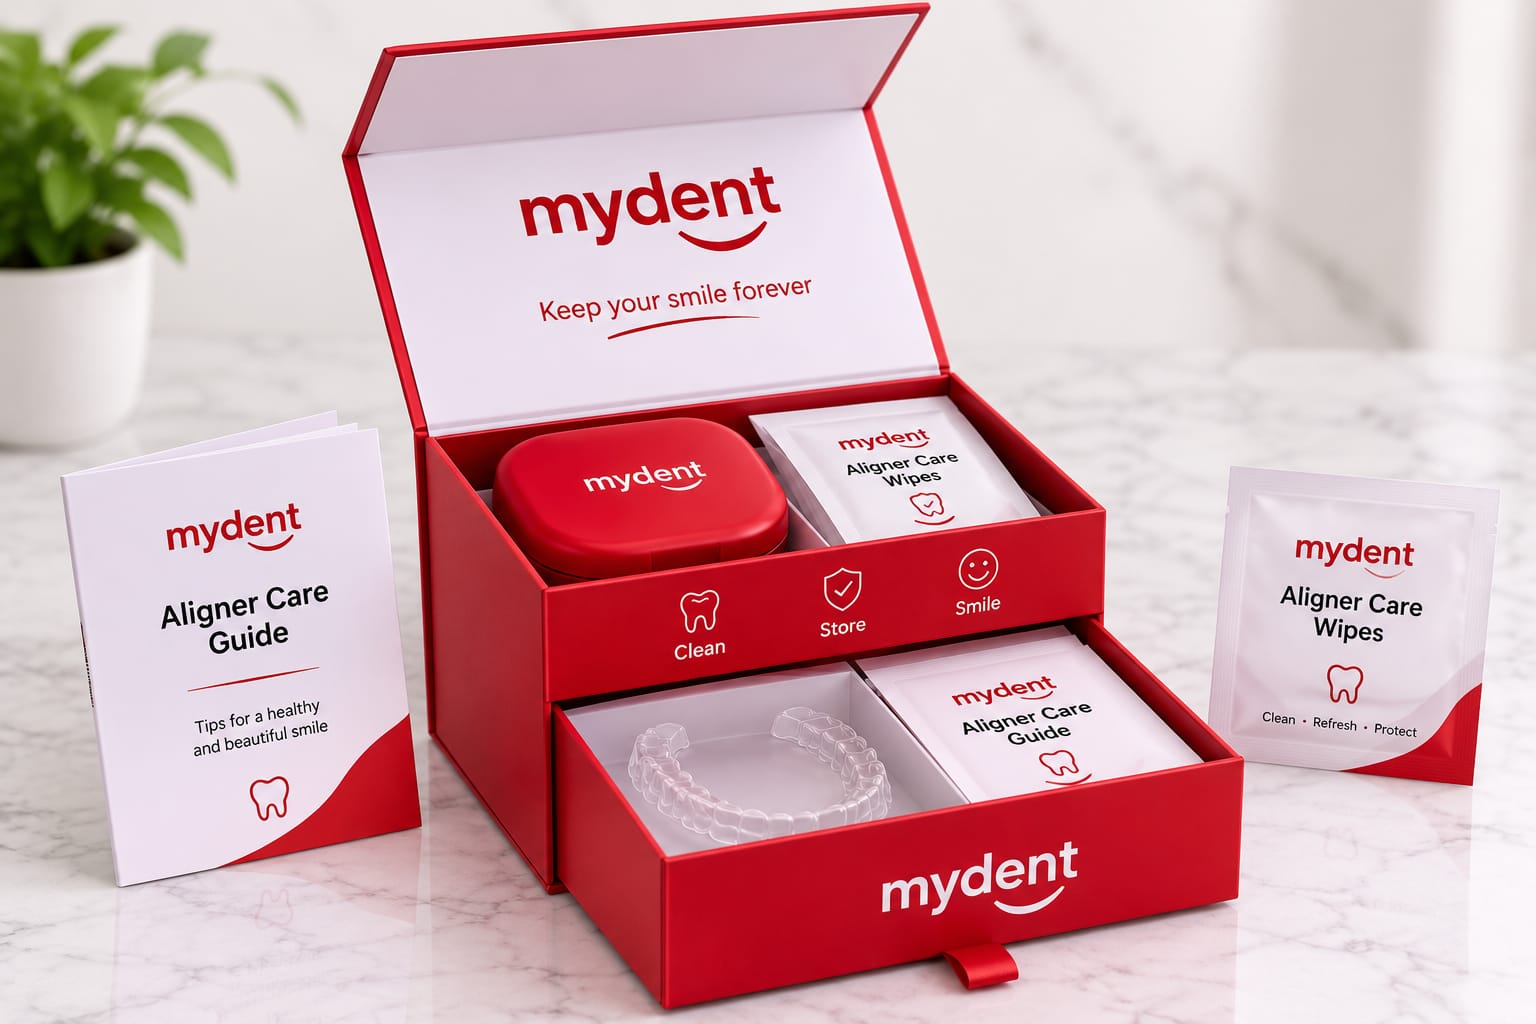 mydent
Keep your smile forever
mydent
mydent
Aligner Care
Wipes
Clean
Store
Smile
mydent
Aligner Care
Guide
mydent
mydent
Aligner Care
Guide
Tips for a healthy
and beautiful smile
mydent
Aligner Care
Wipes
Clean • Refresh • Protect